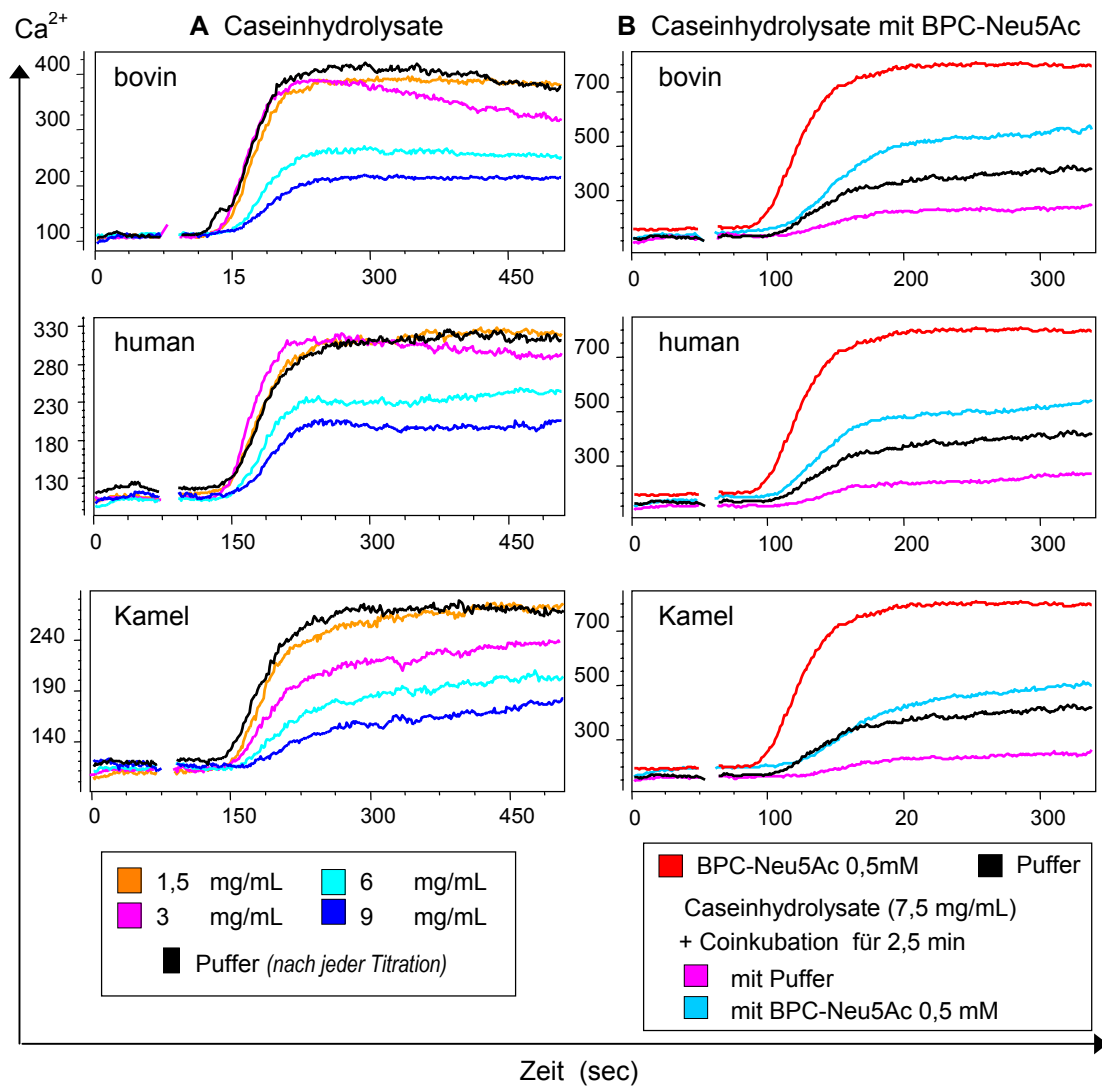 Ca2+
A Caseinhydrolysate
B Caseinhydrolysate mit BPC-Neu5Ac
bovin
400
300
200
100
0 15 300 450
bovin
700
500
300
0 100 20 300
human
330
280
230
180
130
0 150 300 450
human
700
500
300
0 100 200 300
Kamel
240
190
140
0 150 300 450
Kamel
700
500
300
0 100 20 300
1,5 mg/mL 6 mg/mL
3 mg/mL 9 mg/mL
Puffer (nach jeder Titration)
BPC-Neu5Ac 0,5mM Puffer
Caseinhydrolysate (7,5 mg/mL)
+ Coinkubation für 2,5 min
mit Puffer
mit BPC-Neu5Ac 0,5 mM
Zeit (sec)